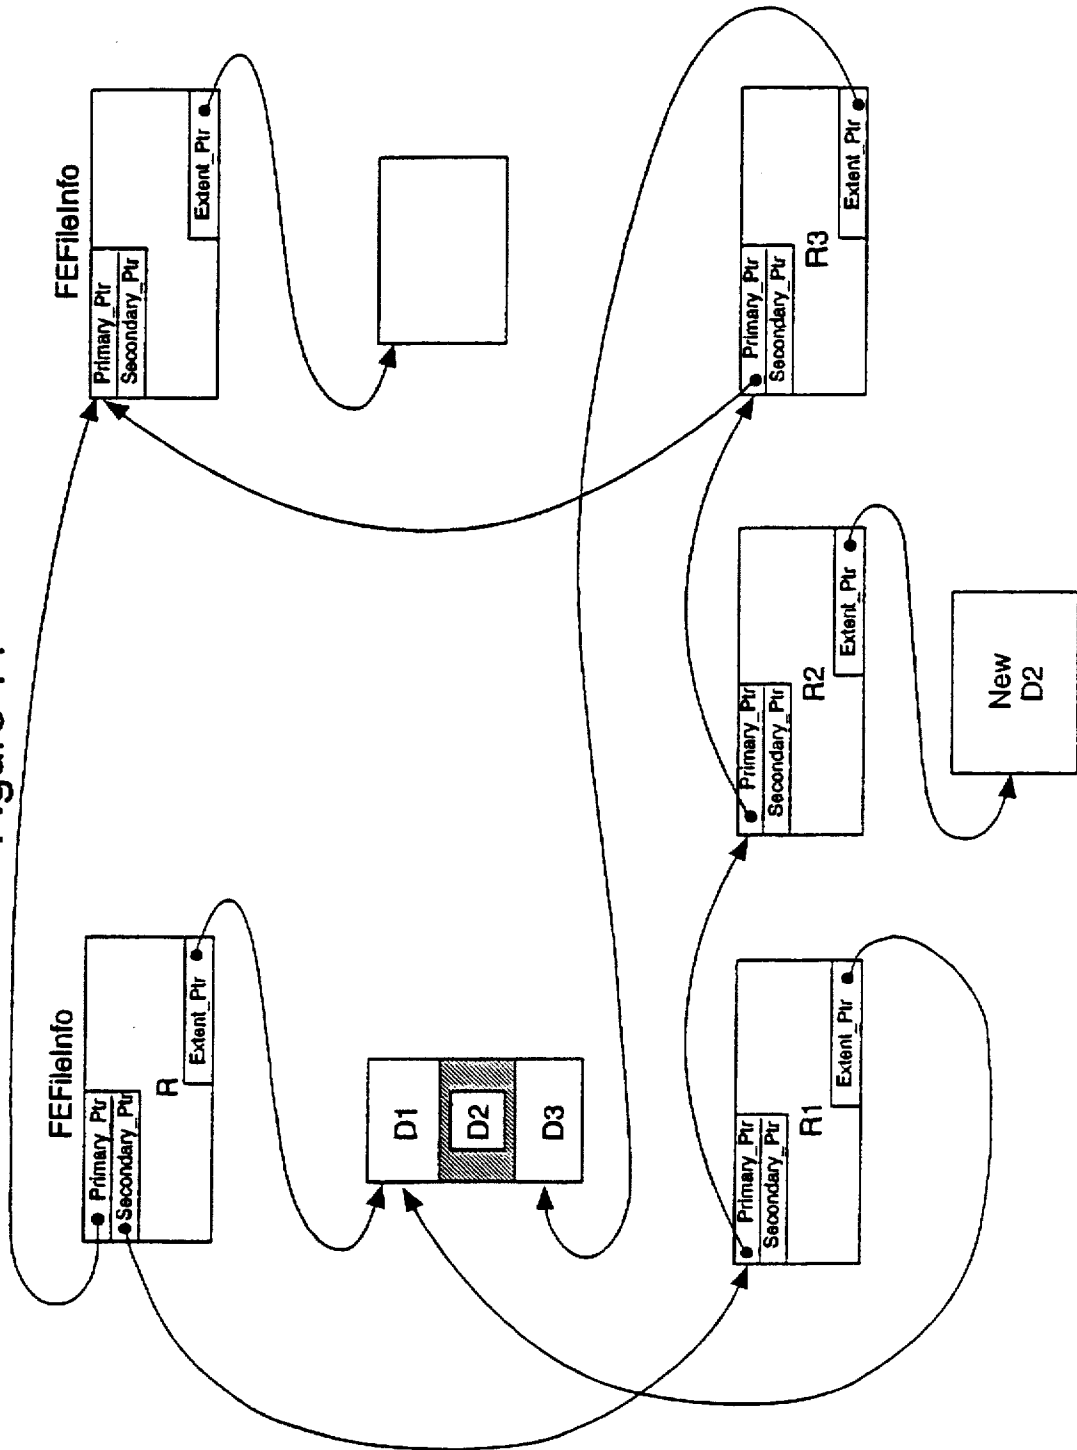 FEFileInfo
Primary_Ptr
Secondary_Ptr
R
Extent_Ptr
FEFileInfo
Primary_Ptr
Secondary_Ptr
Extent_Ptr
D1
D2
D3
Primary_Ptr
Secondary_Ptr
R1
Extent_Ptr
Primary_Ptr
Secondary_Ptr
R2
Extent_Ptr
Primary_Ptr
Secondary_Ptr
R3
Extent_Ptr
New
D2